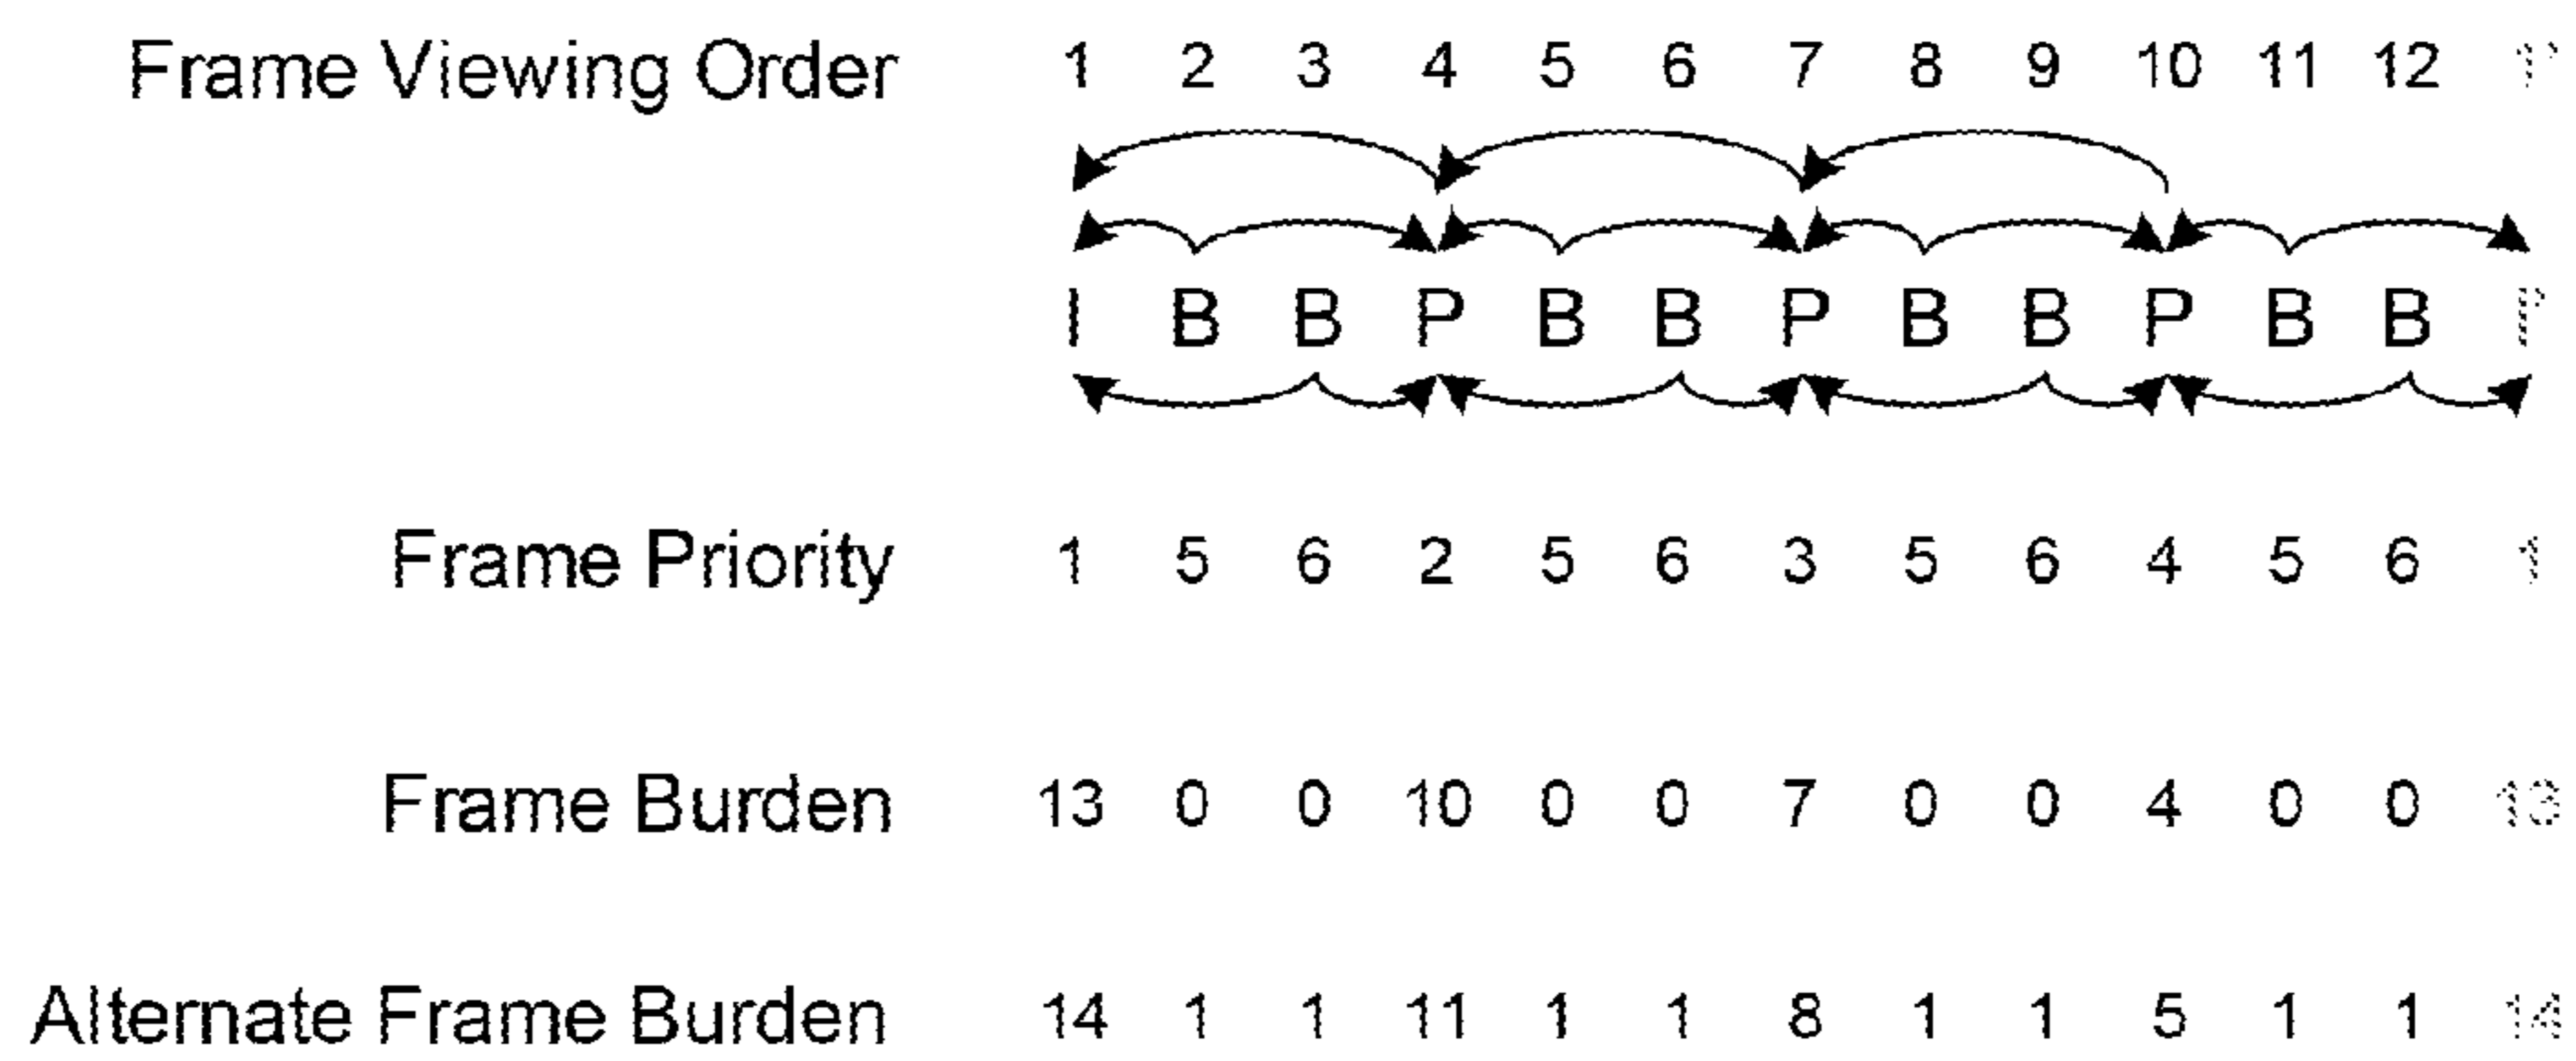 Frame Viewing Order 1 2 3 4 5 6 7 8 9 10 11 12
I B B P B B P B B P B B
Frame Priority 1 5 6 2 5 6 3 5 6 4 5 6 1
Frame Burden 13 0 0 10 0 0 7 0 0 4 0 0 13
Alternate Frame Burden 14 1 1 11 1 1 8 1 1 5 1 1 14